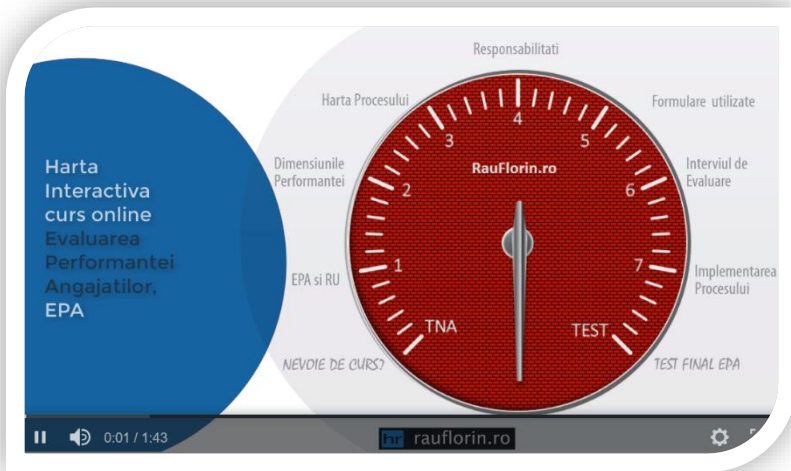 Harta
Interactiva
curs online
Evaluarea
Performantei
Angajatilor,
EPA
Responsabilitati
Harta Procesului
Formulare utilizate
Dimensiunile
Performantei
Interviul de
Evaluare
EPA si RU
Implementarea
Procesului
NEVOIE DE CURS?
TEST FINAL EPA
RauFlorin.ro
TNA
1
2
3
4
5
6
7
TEST
0:01 / 1:43
hr rauflorin.ro